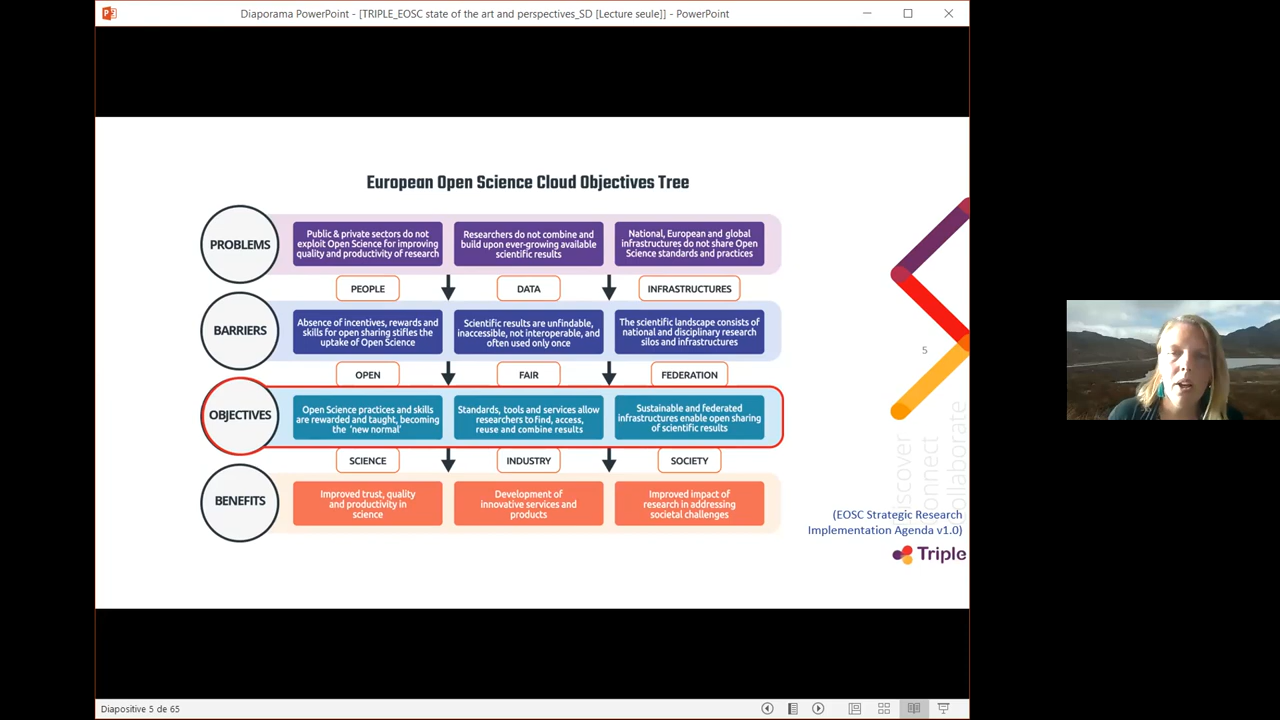 Diaporama PowerPoint - [TRIPLE_EOSC state of the art and perspectives_SD [Lecture seule]] - PowerPoint
European Open Science Cloud Objectives Tree
PROBLEMS
Public & private sectors do not
exploit Open Science for improving
quality and productivity of research
Researchers do not combine and
build upon ever-growing available
scientific results
National, European and global
infrastructures do not share Open
Science standards and practices
PEOPLE
DATA
INFRASTRUCTURES
BARRIERS
Absence of incentives, rewards and
skills for open sharing stifles the
uptake of Open Science
Scientific results are unfindable,
inaccessible, not interoperable, and
often used only once
The scientific landscape consists of
national and disciplinary research
silos and infrastructures
OPEN
FAIR
FEDERATION
OBJECTIVES
Open Science practices and skills
are rewarded and taught, becoming
the 'new normal'
Standards, tools and services allow
researchers to find, access,
reuse and combine results
Sustainable and federated
infrastructures enable open sharing
of scientific results
SCIENCE
INDUSTRY
SOCIETY
BENEFITS
Improved trust, quality
and productivity in
science
Development of
innovative services and
products
Improved impact of
research in addressing
societal challenges
5
Discover
Connect
Collaborate
(EOSC Strategic Research
Implementation Agenda v1.0)
Triple
Diapositive 5 de 65